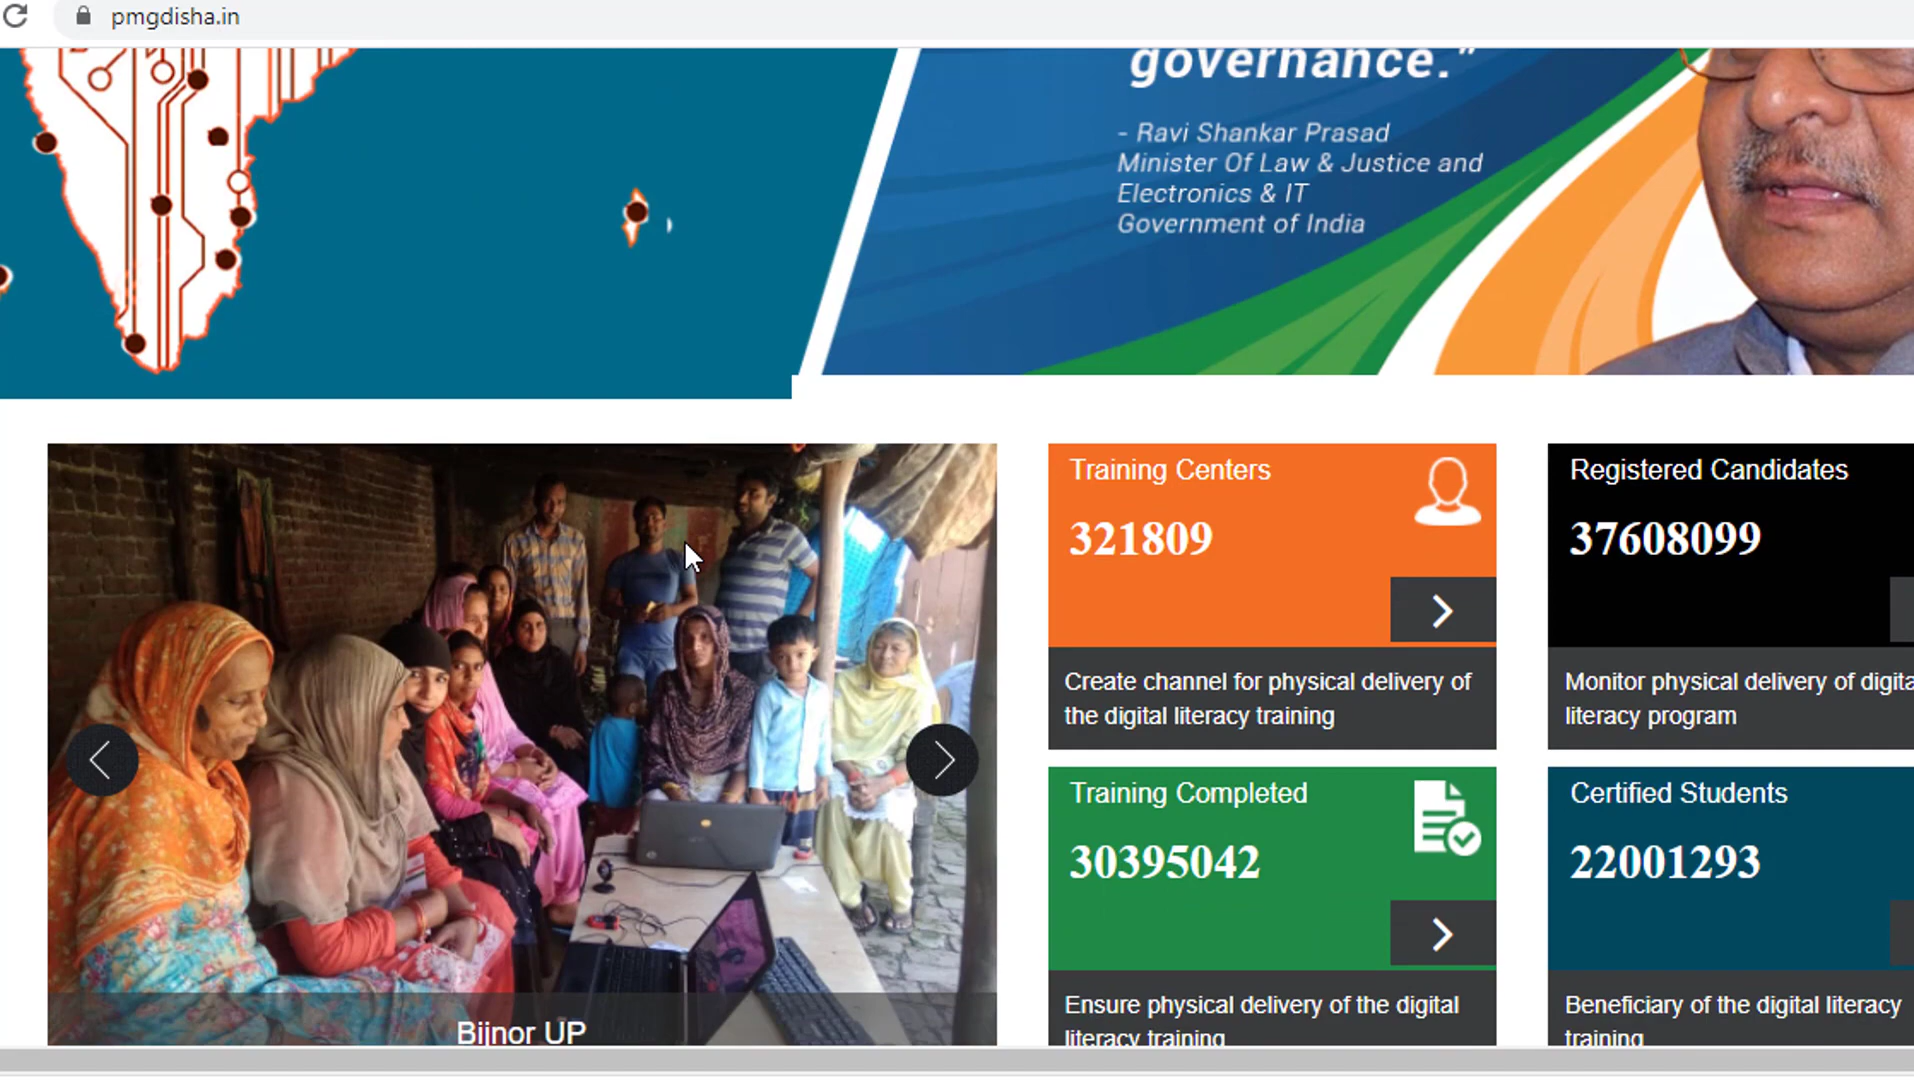 pmgdisha.in
governance."
- Ravi Shankar Prasad
Minister Of Law & Justice and
Electronics & IT
Government of India
Training Centers
321809
Create channel for physical delivery of
the digital literacy training
Registered Candidates
37608099
Monitor physical delivery of digita
literacy program
Training Completed
30395042
Ensure physical delivery of the digital
literacy training
Certified Students
22001293
Beneficiary of the digital literacy
training
Bijnor UP